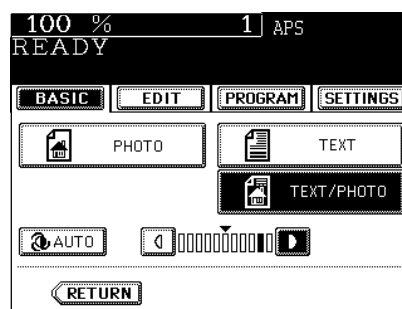 100 % 1 APS
READY
BASIC EDIT PROGRAM SETTINGS
PHOTO TEXT
TEXT/PHOTO
AUTO
RETURN